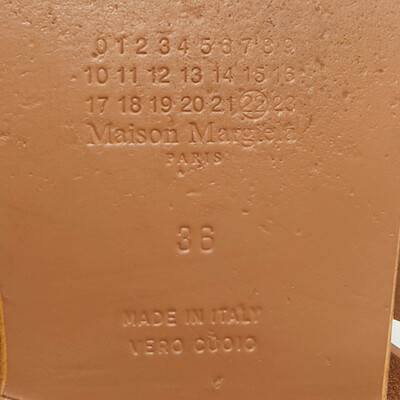 0 1 2 3 4 5 6 7 8 9
10 11 12 13 14 15 16
17 18 19 20 21 22 23
Maison Margiela
PARIS
36
MADE IN ITALY
VERO CUOIO